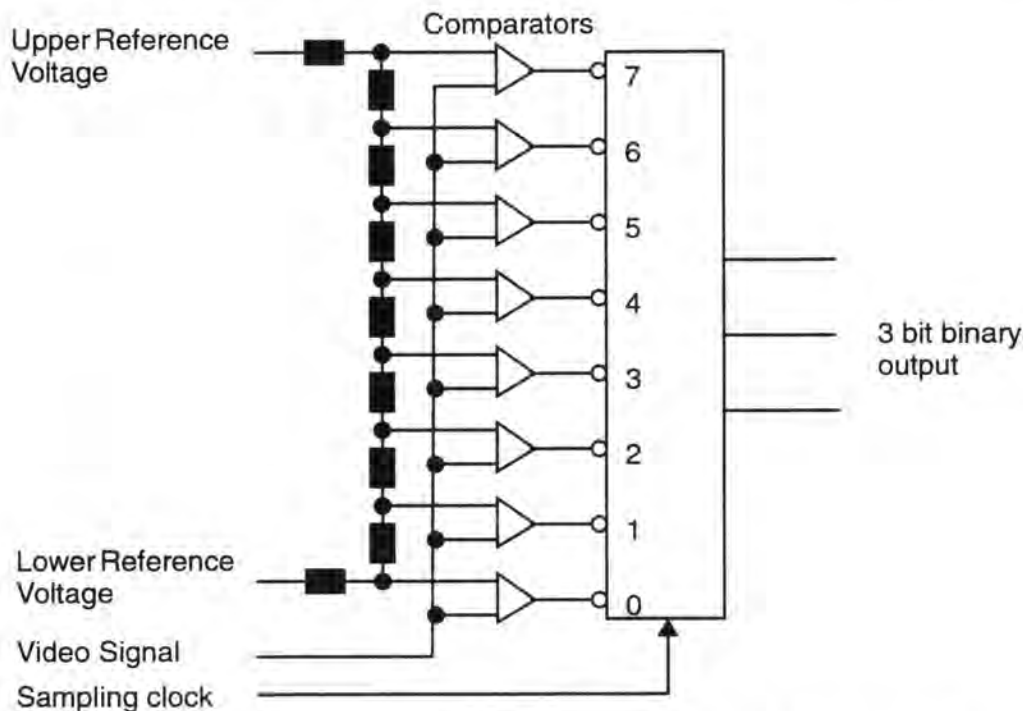 Comparators
Upper Reference
Voltage
7
6
5
4
3
2
1
0
3 bit binary
output
Lower Reference
Voltage
Video Signal
Sampling clock